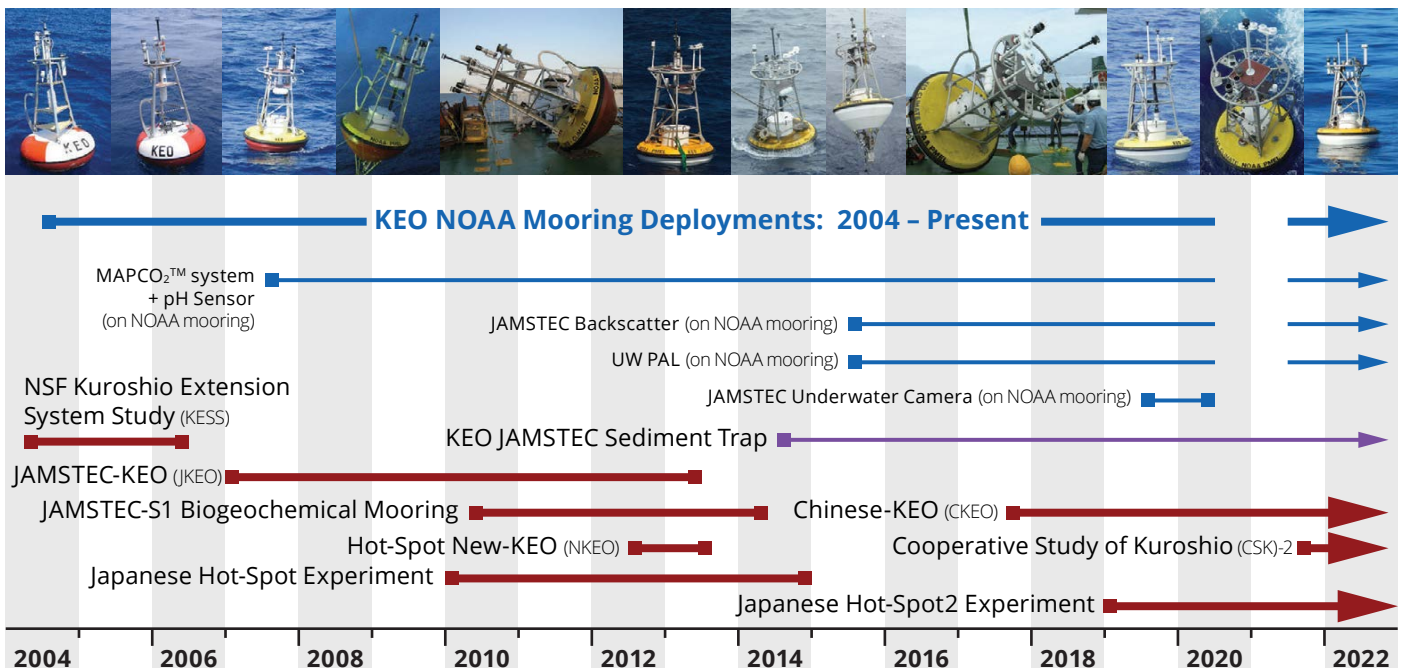 KEO
KEO
KEO NOAA Mooring Deployments: 2004 – Present
MAPCO₂™ system
+ pH Sensor
(on NOAA mooring)
JAMSTEC Backscatter (on NOAA mooring)
UW PAL (on NOAA mooring)
JAMSTEC Underwater Camera (on NOAA mooring)
NSF Kuroshio Extension
System Study (KESS)
KEO JAMSTEC Sediment Trap
JAMSTEC-KEO (JKEO)
JAMSTEC-S1 Biogeochemical Mooring
Chinese-KEO (CKEO)
Hot-Spot New-KEO (NKEO)
Cooperative Study of Kuroshio (CSK)-2
Japanese Hot-Spot Experiment
Japanese Hot-Spot2 Experiment
2004 2006 2008 2010 2012 2014 2016 2018 2020 2022